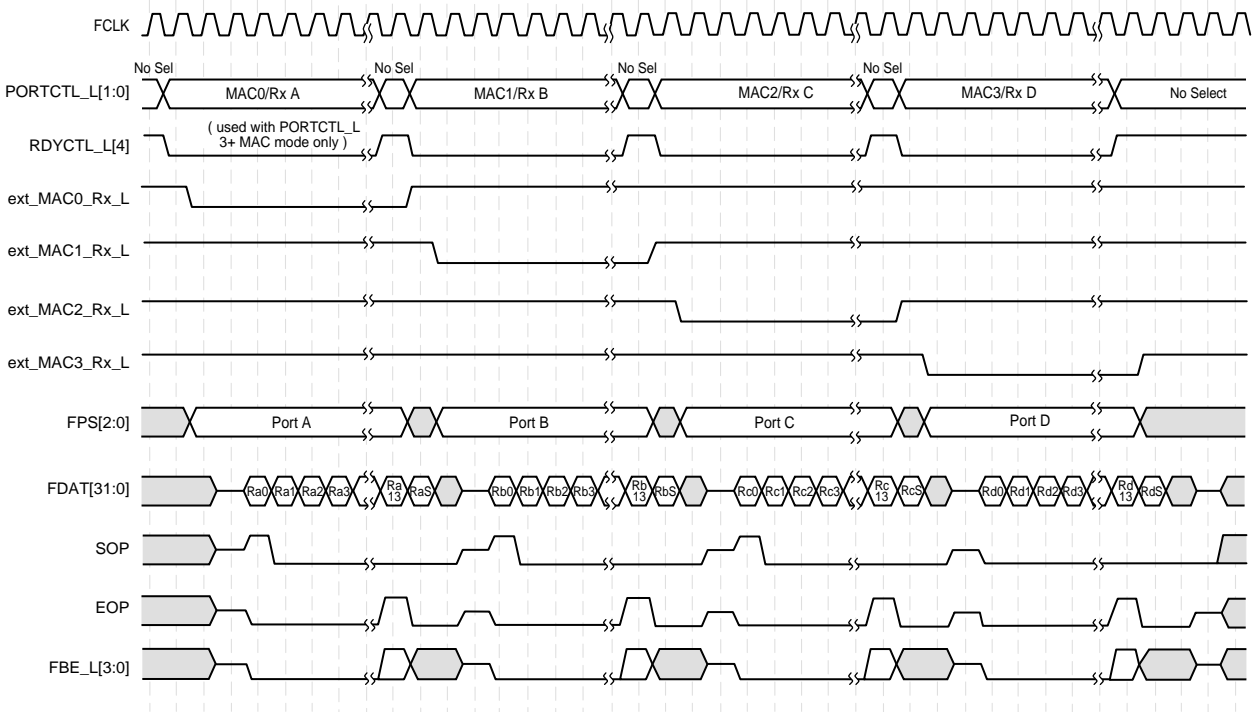 FCLK
No Sel No Sel No Sel No Sel
PORTCTL_L[1:0] MAC0/Rx A MAC1/Rx B MAC2/Rx C MAC3/Rx D No Select
( used with PORTCTL_L
3+ MAC mode only )
RDYCTL_L[4]
ext_MAC0_Rx_L
ext_MAC1_Rx_L
ext_MAC2_Rx_L
ext_MAC3_Rx_L
FPS[2:0] Port A Port B Port C Port D
FDAT[31:0] Ra0 Ra1 Ra2 Ra3 Ra 13 RaS Rb0 Rb1 Rb2 Rb3 Rb 13 RbS Rc0 Rc1 Rc2 Rc3 Rc 13 RcS Rd0 Rd1 Rd2 Rd3 Rd 13 RdS
SOP
EOP
FBE_L[3:0]